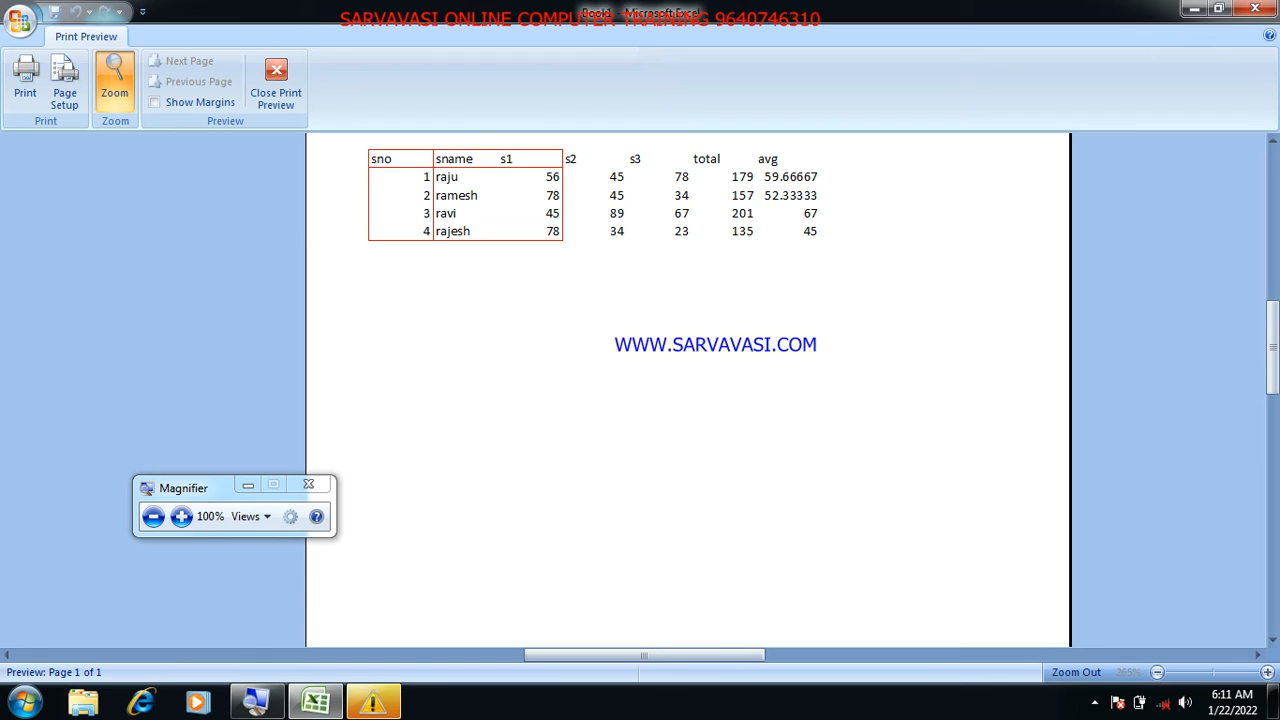 Book1 - Microsoft Excel
SARVAVASI ONLINE COMPUTER TRAINING 9640746310
Print Preview
Print
Page Setup
Zoom
Next Page
Previous Page
Show Margins
Close Print Preview
Print Zoom Preview
sno sname s1 s2 s3 total avg
1 raju 56 45 78 179 59.66667
2 ramesh 78 45 34 157 52.33333
3 ravi 45 89 67 201 67
4 rajesh 78 34 23 135 45
WWW.SARVAVASI.COM
Magnifier
100% Views
Preview: Page 1 of 1
Zoom Out
6:11 AM
1/22/2022